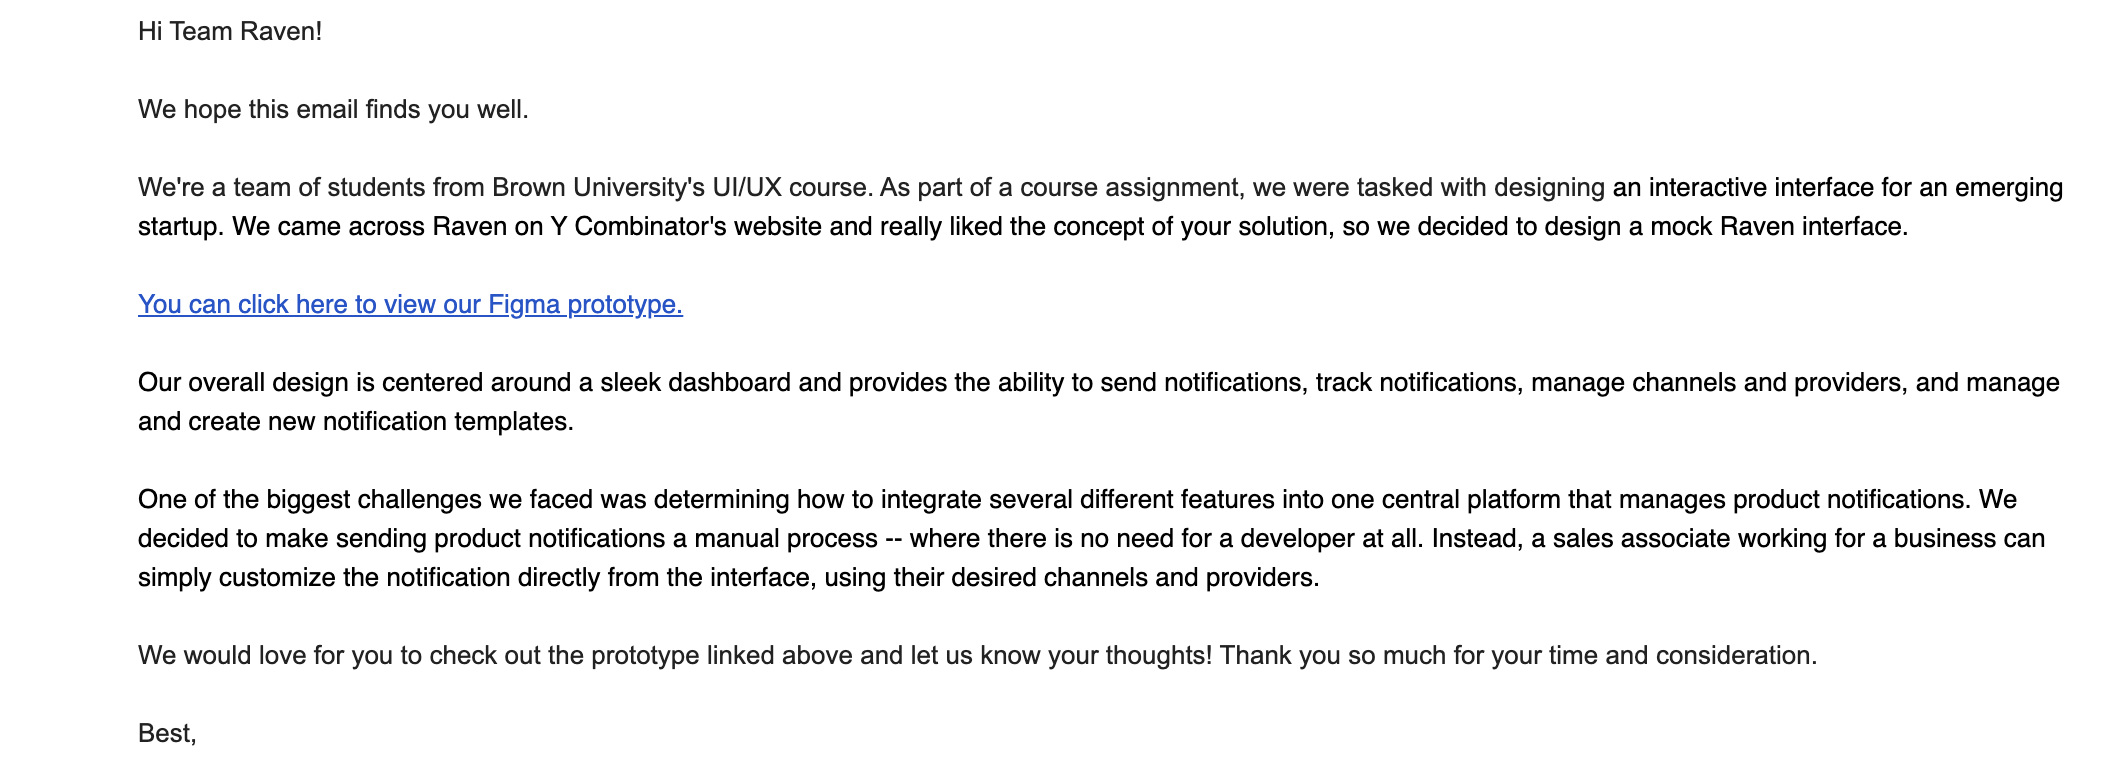 Hi Team Raven!
We hope this email finds you well.
We're a team of students from Brown University's UI/UX course. As part of a course assignment, we were tasked with designing an interactive interface for an emerging
startup. We came across Raven on Y Combinator's website and really liked the concept of your solution, so we decided to design a mock Raven interface.
You can click here to view our Figma prototype.
Our overall design is centered around a sleek dashboard and provides the ability to send notifications, track notifications, manage channels and providers, and manage
and create new notification templates.
One of the biggest challenges we faced was determining how to integrate several different features into one central platform that manages product notifications. We
decided to make sending product notifications a manual process -- where there is no need for a developer at all. Instead, a sales associate working for a business can
simply customize the notification directly from the interface, using their desired channels and providers.
We would love for you to check out the prototype linked above and let us know your thoughts! Thank you so much for your time and consideration.
Best,